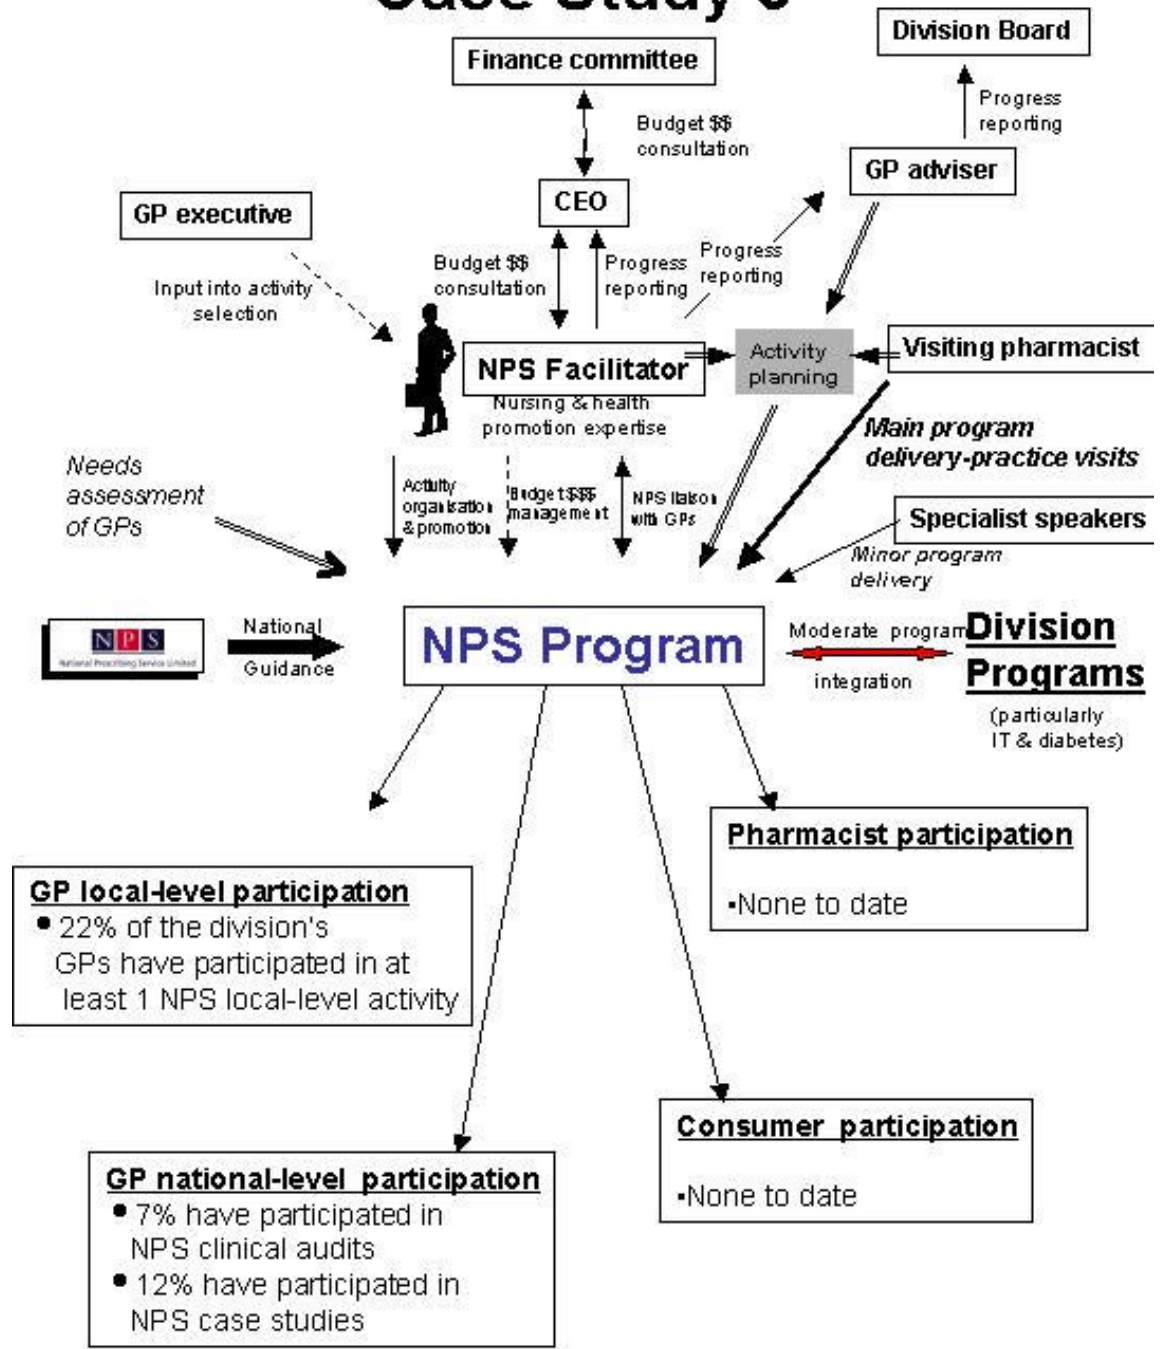 Case Study
Division Board
Finance committee
Progress
reporting
Budget $$
consultation
GP adviser
CEO
GP executive
Budget $$
consultation
Progress
reporting
Progress
reporting
Input into activity
selection
NPS Facilitator
Activity
planning
Visiting pharmacist
Nursing & health
promotion expertise
Main program
delivery-practice visits
Needs
assessment
of GPs
Activity
organisation
& promotion
Budget $$$
management
NPS liaison
with GPs
Specialist speakers
Minor program
delivery
NPS
National Prescribing Service Limited
National
Guidance
NPS Program
Moderate program
integration
Division
Programs
(particularly
IT & diabetes)
Pharmacist participation
▪None to date
GP local-level participation
• 22% of the division's
GPs have participated in at
least 1 NPS local-level activity
Consumer participation
▪None to date
GP national-level participation
• 7% have participated in
NPS clinical audits
• 12% have participated in
NPS case studies